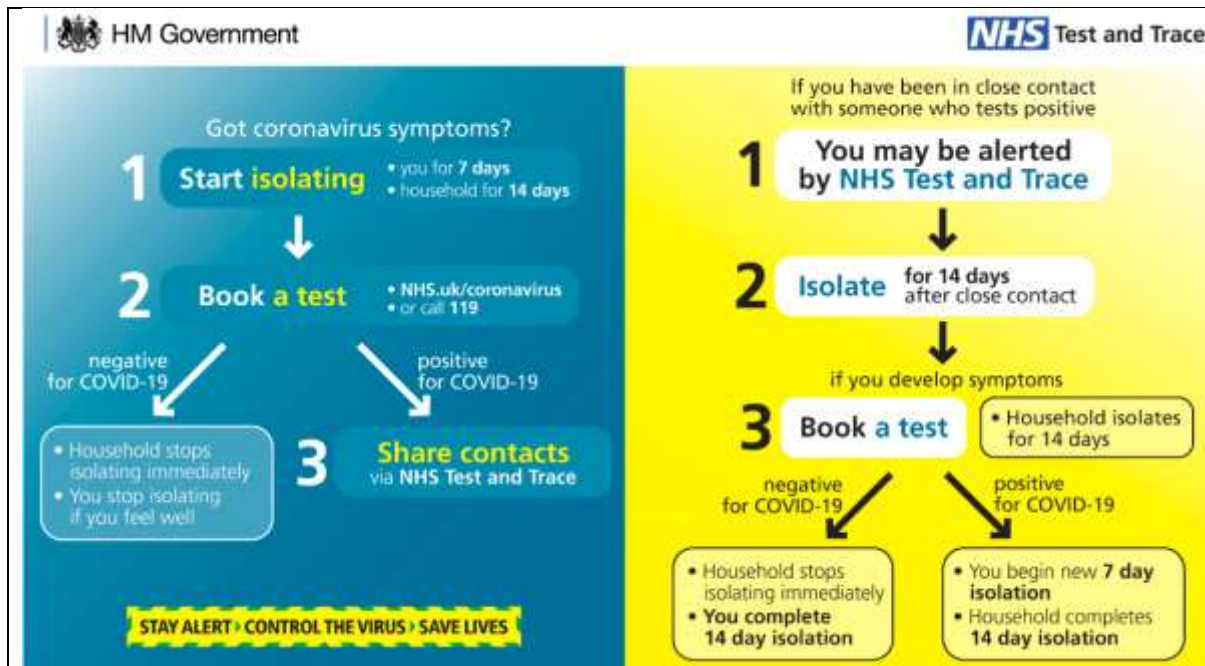 HM Government
NHS Test and Trace
Got coronavirus symptoms?
1
Start isolating
• you for 7 days
• household for 14 days
2
Book a test
• NHS.uk/coronavirus
• or call 119
negative
for COVID-19
positive
for COVID-19
• Household stops
isolating immediately
• You stop isolating
if you feel well
3
Share contacts
via NHS Test and Trace
STAY ALERT › CONTROL THE VIRUS › SAVE LIVES
If you have been in close contact
with someone who tests positive
1
You may be alerted
by NHS Test and Trace
2
Isolate
for 14 days
after close contact
if you develop symptoms
3
Book a test
• Household isolates
for 14 days
negative
for COVID-19
positive
for COVID-19
• Household stops
isolating immediately
• You complete
14 day isolation
• You begin new 7 day
isolation
• Household completes
14 day isolation